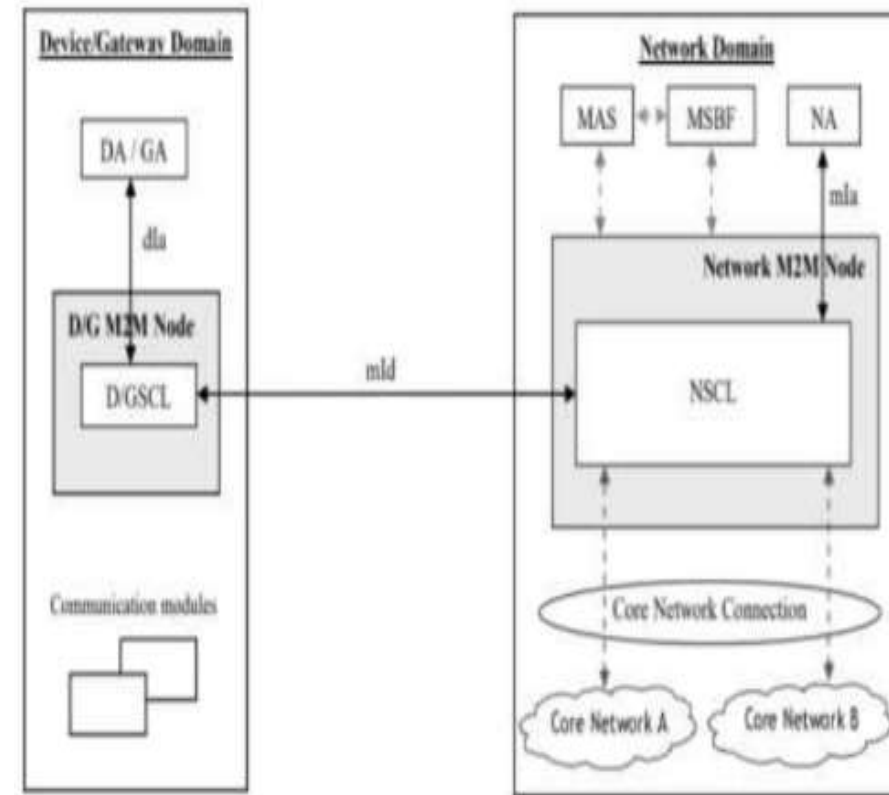 Device/Gateway Domain
DA / GA
dIa
D/G M2M Node
D/GSCL
Communication modules
mId
Network Domain
MAS
MSBF
NA
mIa
Network M2M Node
NSCL
Core Network Connection
Core Network A
Core Network B